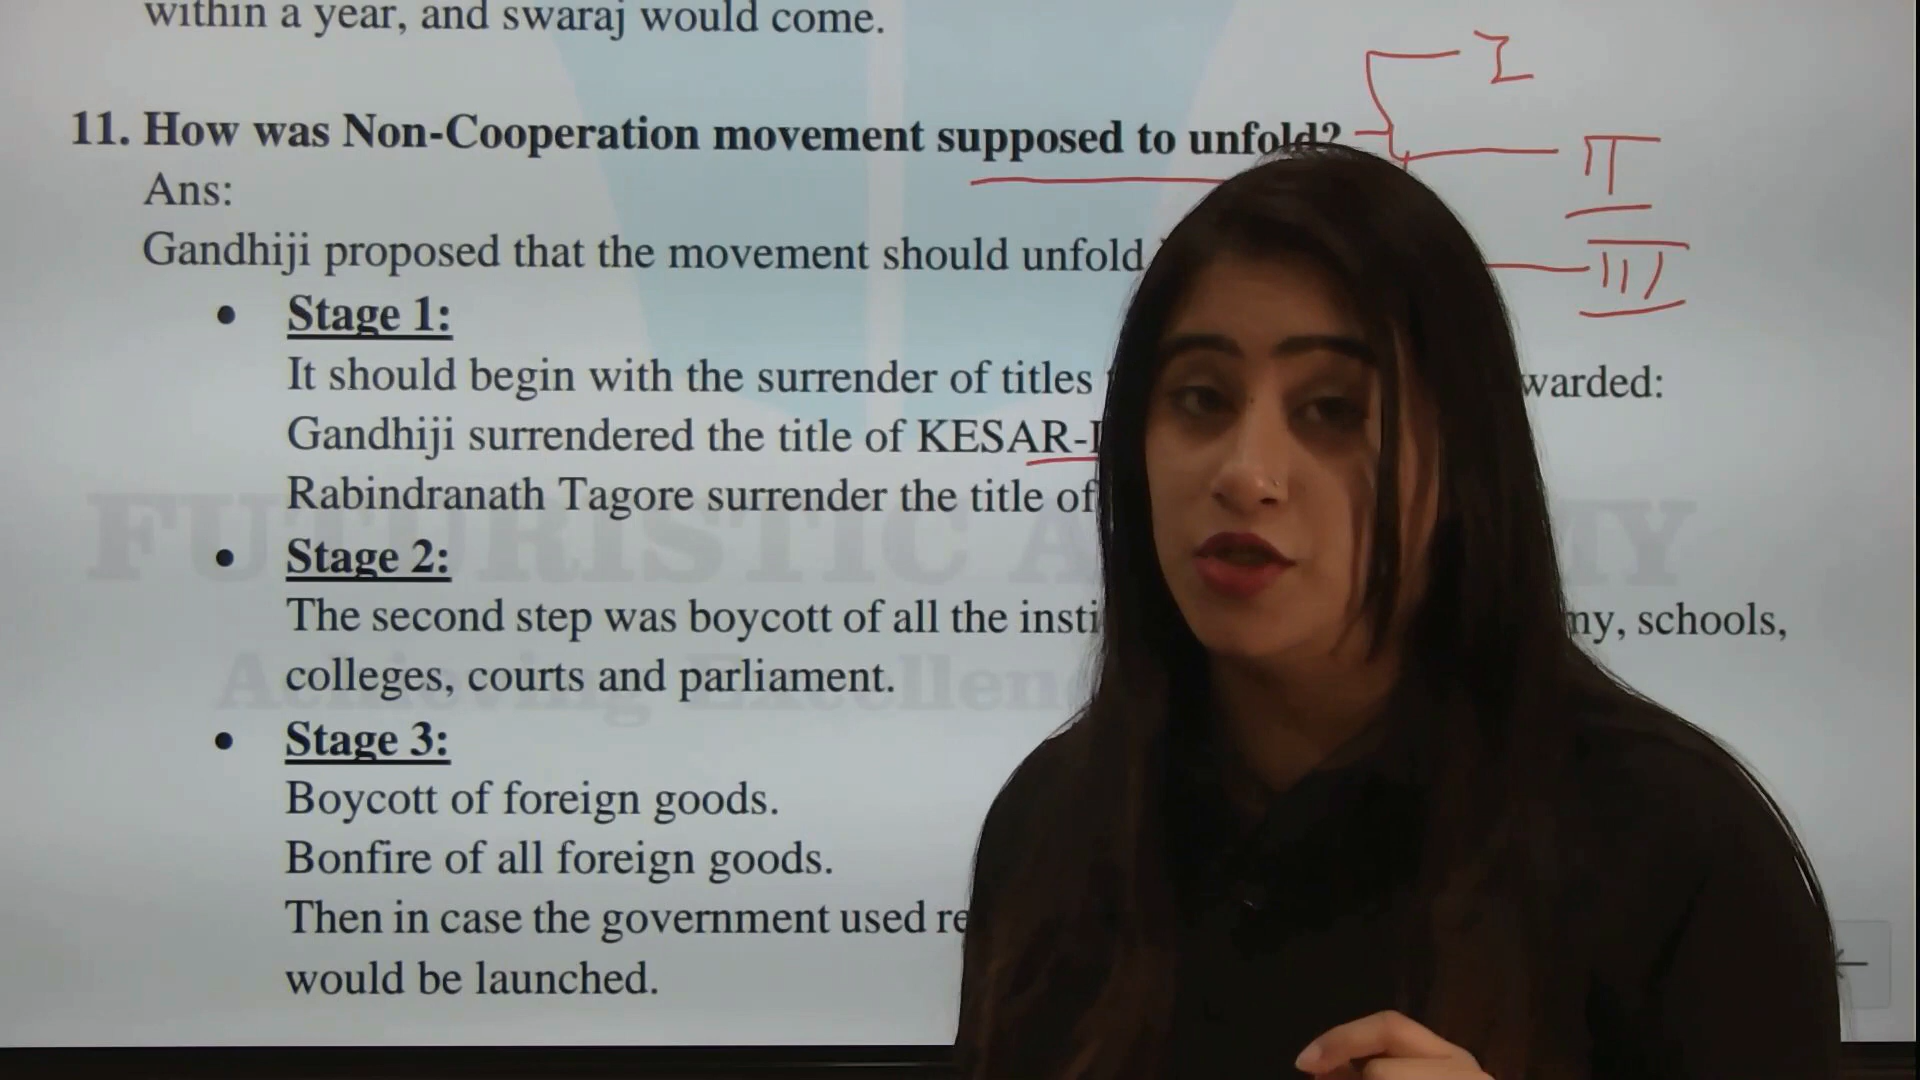 within a year, and swaraj would come.
I
11. How was Non-Cooperation movement supposed to unfold?
II
Ans:
Gandhiji proposed that the movement should unfold
III
• Stage 1:
It should begin with the surrender of titles warded:
Gandhiji surrendered the title of KESAR-I
Rabindranath Tagore surrender the title of
FUTURISTIC A MY
• Stage 2:
The second step was boycott of all the insti my, schools,
colleges, courts and parliament.
Achieving Excellenc
• Stage 3:
Boycott of foreign goods.
Bonfire of all foreign goods.
Then in case the government used re
would be launched.